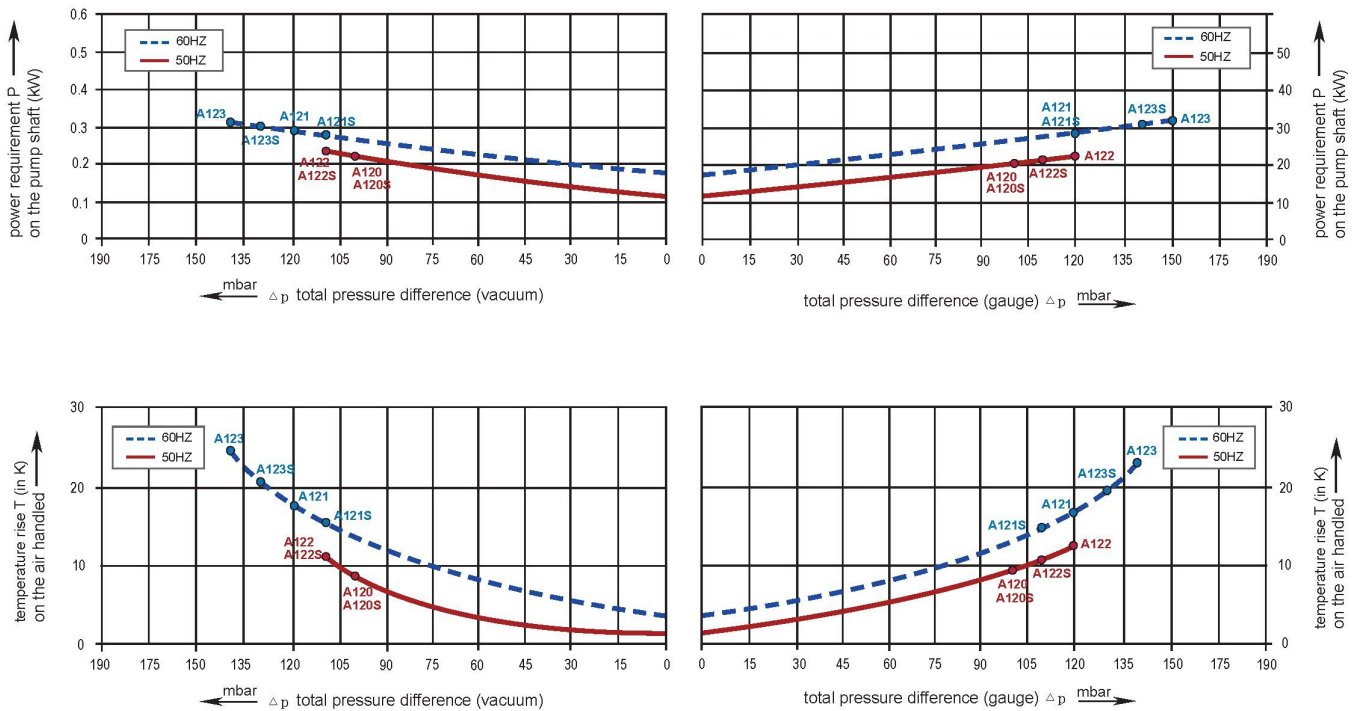 power requirement P
on the pump shaft (kW)
0.6
0.5
0.4
0.3
0.2
0.1
0
60HZ
50HZ
A123
A123S
A121
A121S
A122
A122S
A120
A120S
190 150 135 120 105 90 75 60 45 30 15 0
mbar
△p total pressure difference (vacuum)
60HZ
50HZ
A121
A121S
A123S
A123
A122
A120
A120S
A122S
50
40
30
20
10
0
power requirement P
on the pump shaft (kW)
0 15 30 45 60 75 90 105 120 135 150 175 190
total pressure difference (gauge) △p mbar
temperature rise T (in K)
on the air handled
30
20
10
0
60HZ
50HZ
A123
A123S
A121
A121S
A122
A122S
A120
A120S
190 150 135 120 105 90 75 60 45 30 15 0
mbar
△p total pressure difference (vacuum)
60HZ
50HZ
A123
A123S
A121
A121S
A122
A122S
A120
A120S
30
20
10
0
temperature rise T (in K)
on the air handled
0 15 30 45 60 75 90 105 120 135 150 175 190
total pressure difference (gauge) △p mbar